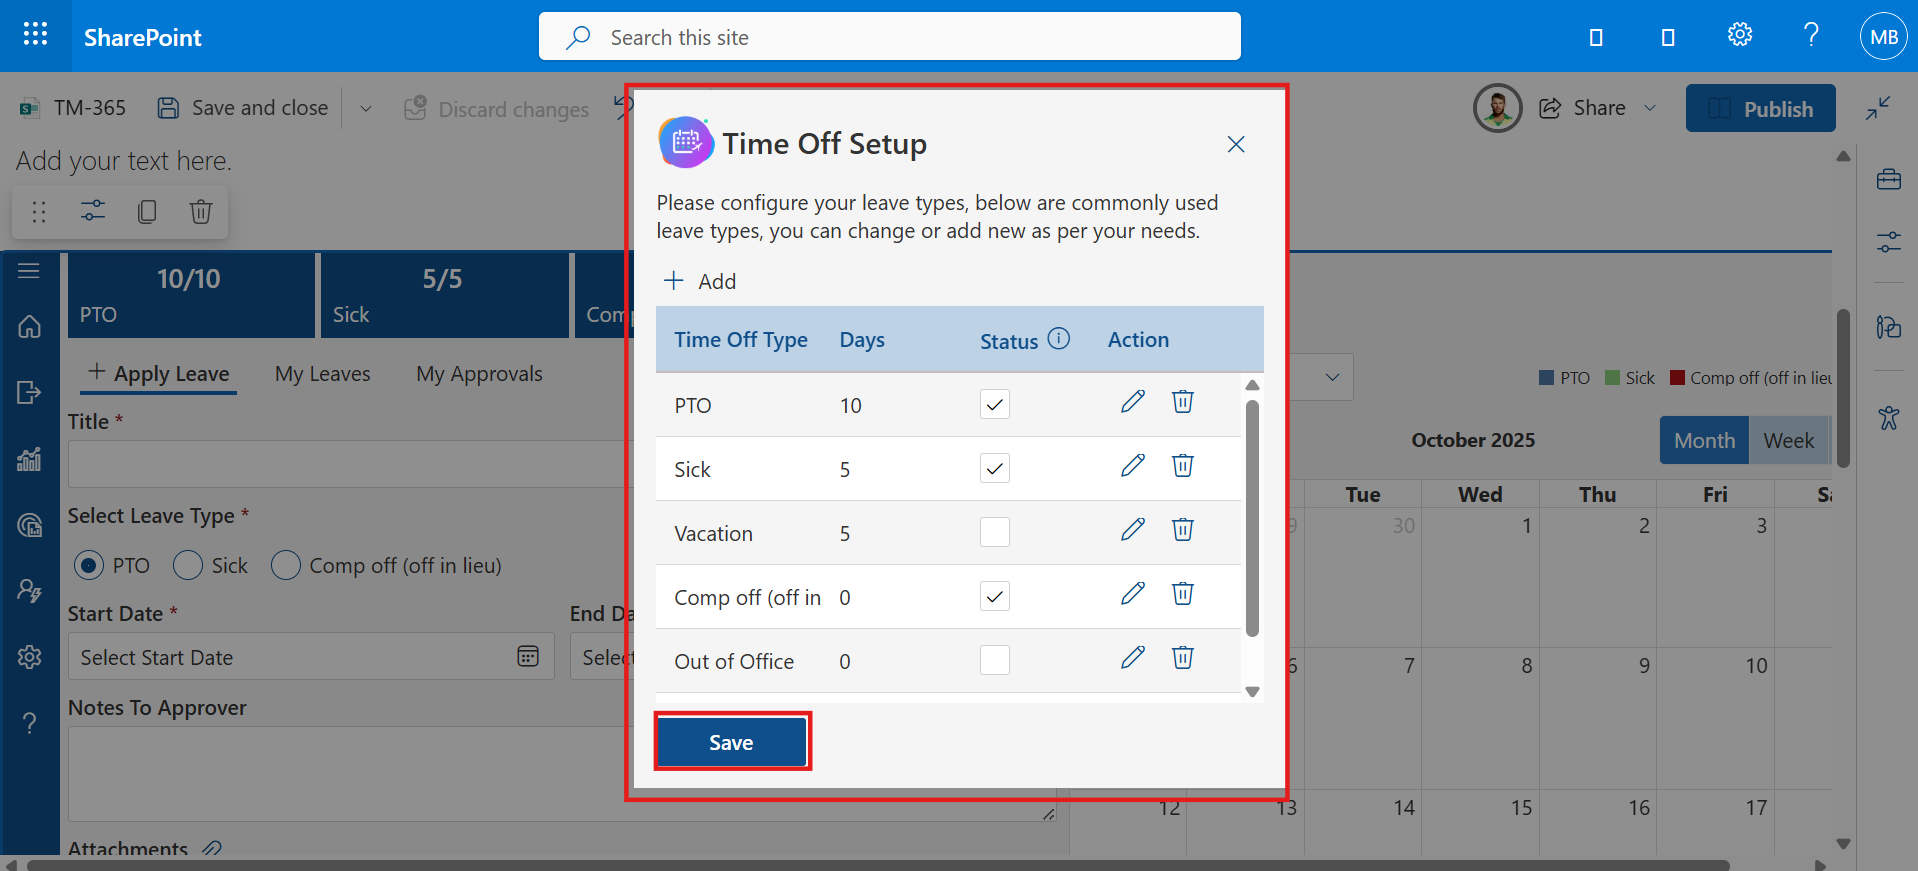 SharePoint
Search this site
MB
TM-365
Save and close
Discard changes
Share
Publish
Add your text here.
10/10
PTO
5/5
Sick
Comp
+ Apply Leave
My Leaves
My Approvals
Title *
Select Leave Type *
PTO
Sick
Comp off (off in lieu)
Start Date *
End Da
Select Start Date
Select
Notes To Approver
Attachments
Time Off Setup
Please configure your leave types, below are commonly used
leave types, you can change or add new as per your needs.
+ Add
Time Off Type Days Status Action
PTO 10
Sick 5
Vacation 5
Comp off (off in 0
Out of Office 0
Save
PTO Sick Comp off (off in lieu
October 2025
Month Week
Tue Wed Thu Fri Sa
9 30 1 2 3
6 7 8 9 10
12 13 14 15 16 17